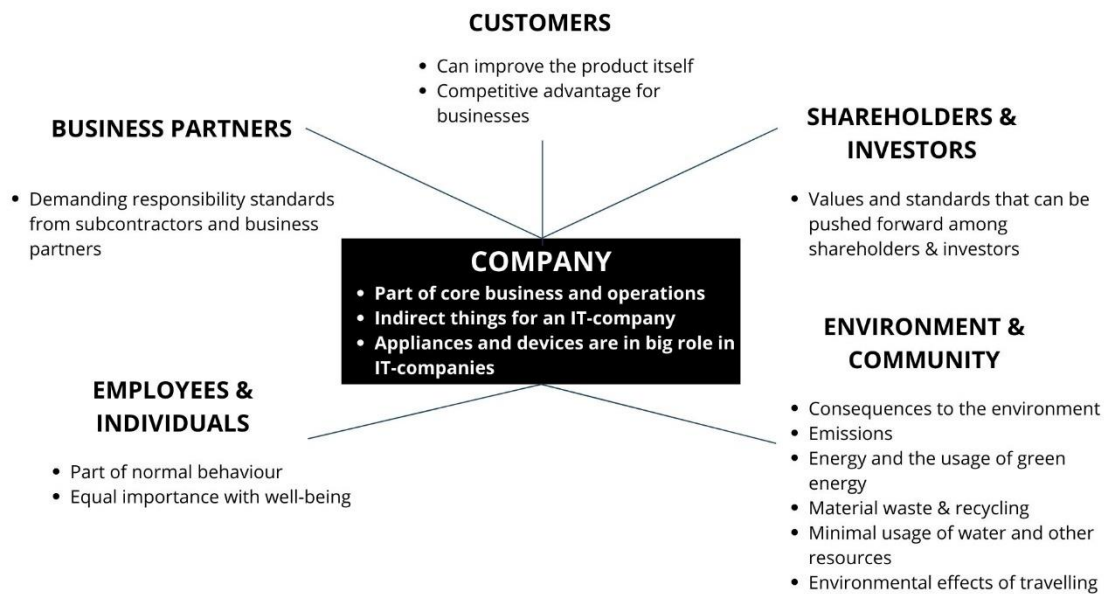 CUSTOMERS
• Can improve the product itself
• Competitive advantage for
businesses
BUSINESS PARTNERS
• Demanding responsibility standards
from subcontractors and business
partners
SHAREHOLDERS &
INVESTORS
• Values and standards that can be
pushed forward among
shareholders & investors
COMPANY
• Part of core business and operations
• Indirect things for an IT-company
• Appliances and devices are in big role in
IT-companies
EMPLOYEES &
INDIVIDUALS
• Part of normal behaviour
• Equal importance with well-being
ENVIRONMENT &
COMMUNITY
• Consequences to the environment
• Emissions
• Energy and the usage of green
energy
• Material waste & recycling
• Minimal usage of water and other
resources
• Environmental effects of travelling